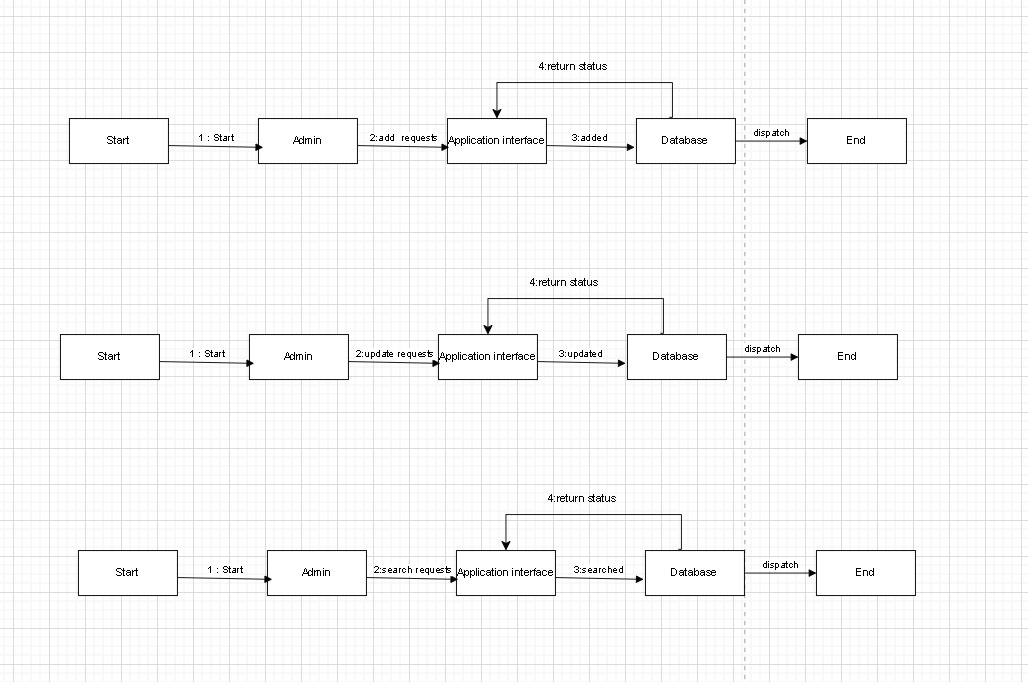 4:return status
Start
1 : Start
Admin
2:add requests
Application interface
3:added
Database
dispatch
End
4:return status
Start
1 : Start
Admin
2:update requests
Application interface
3:updated
Database
dispatch
End
4:return status
Start
1 : Start
Admin
2:search requests
Application interface
3:searched
Database
dispatch
End